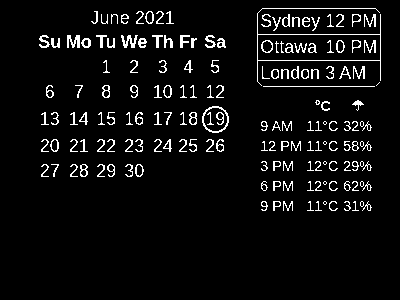 June 2021
Su Mo Tu We Th Fr Sa
1 2 3 4 5
6 7 8 9 10 11 12
13 14 15 16 17 18 19
20 21 22 23 24 25 26
27 28 29 30
Sydney 12 PM
Ottawa 10 PM
London 3 AM
°C ☂
9 AM 11°C 32%
12 PM 11°C 58%
3 PM 12°C 29%
6 PM 12°C 62%
9 PM 11°C 31%